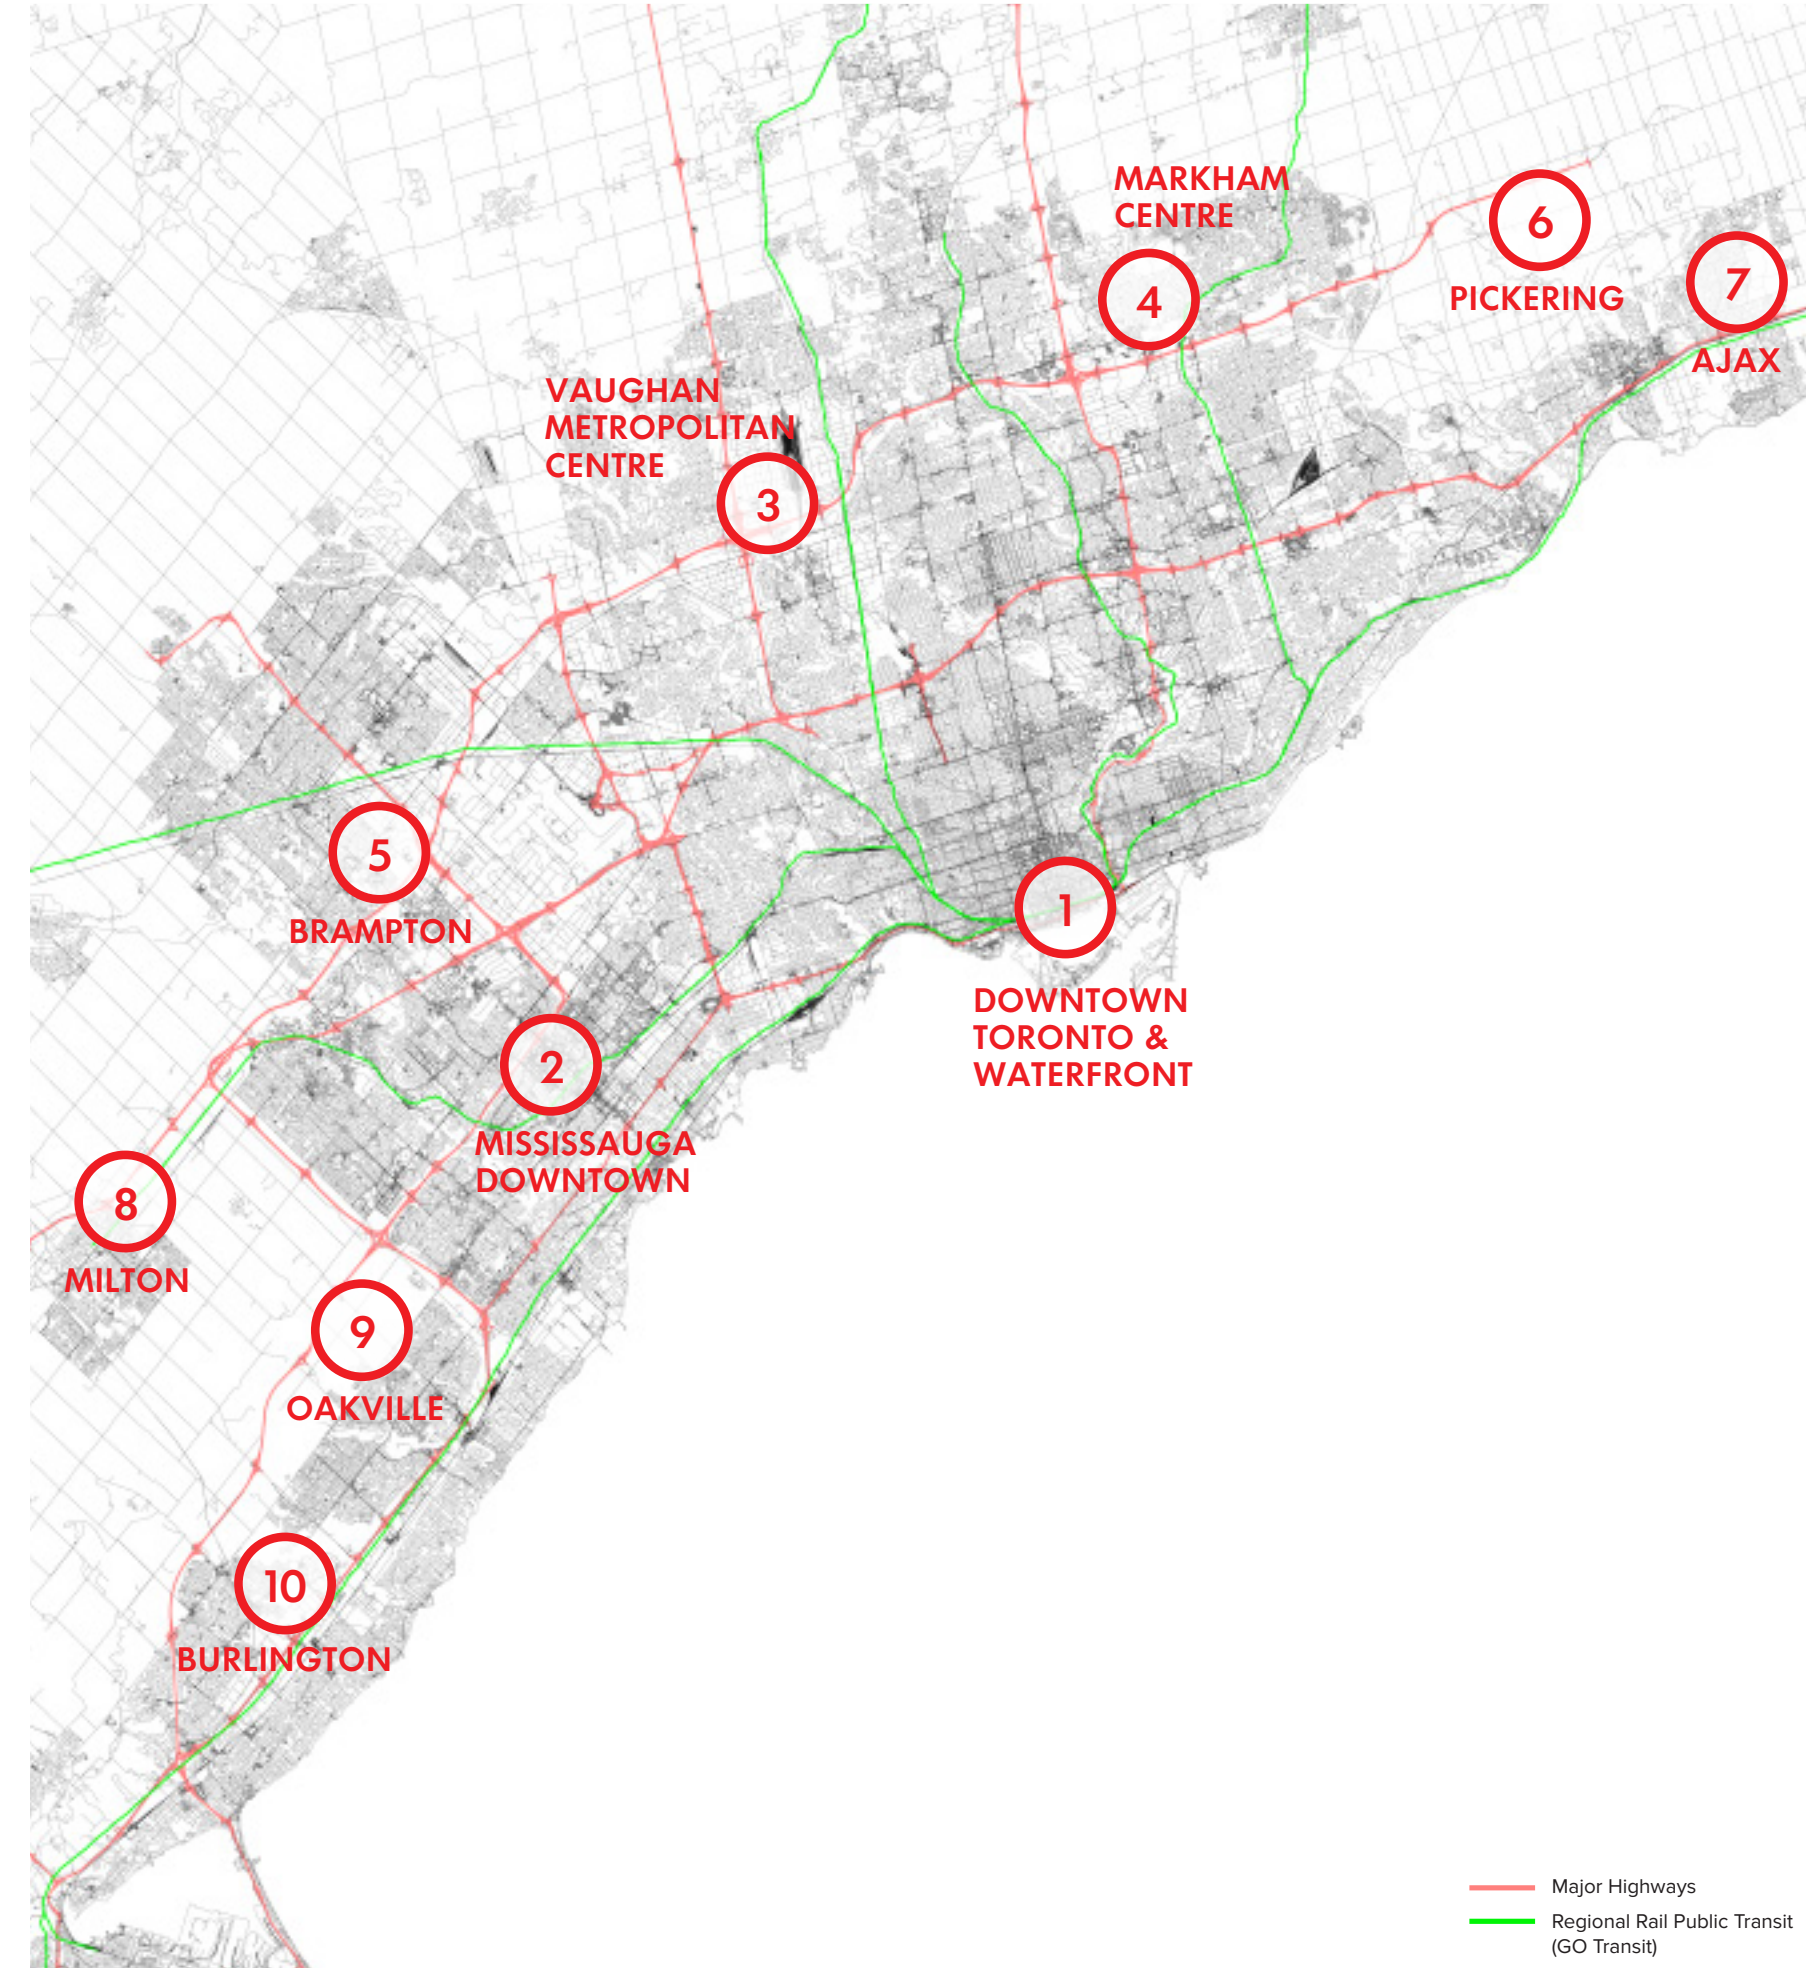 MARKHAM
CENTRE
4
6
PICKERING
7
AJAX
VAUGHAN
METROPOLITAN
CENTRE
3
5
BRAMPTON
1
DOWNTOWN
TORONTO &
WATERFRONT
2
MISSISSAUGA
DOWNTOWN
8
MILTON
9
OAKVILLE
10
BURLINGTON
Major Highways
Regional Rail Public Transit
(GO Transit)